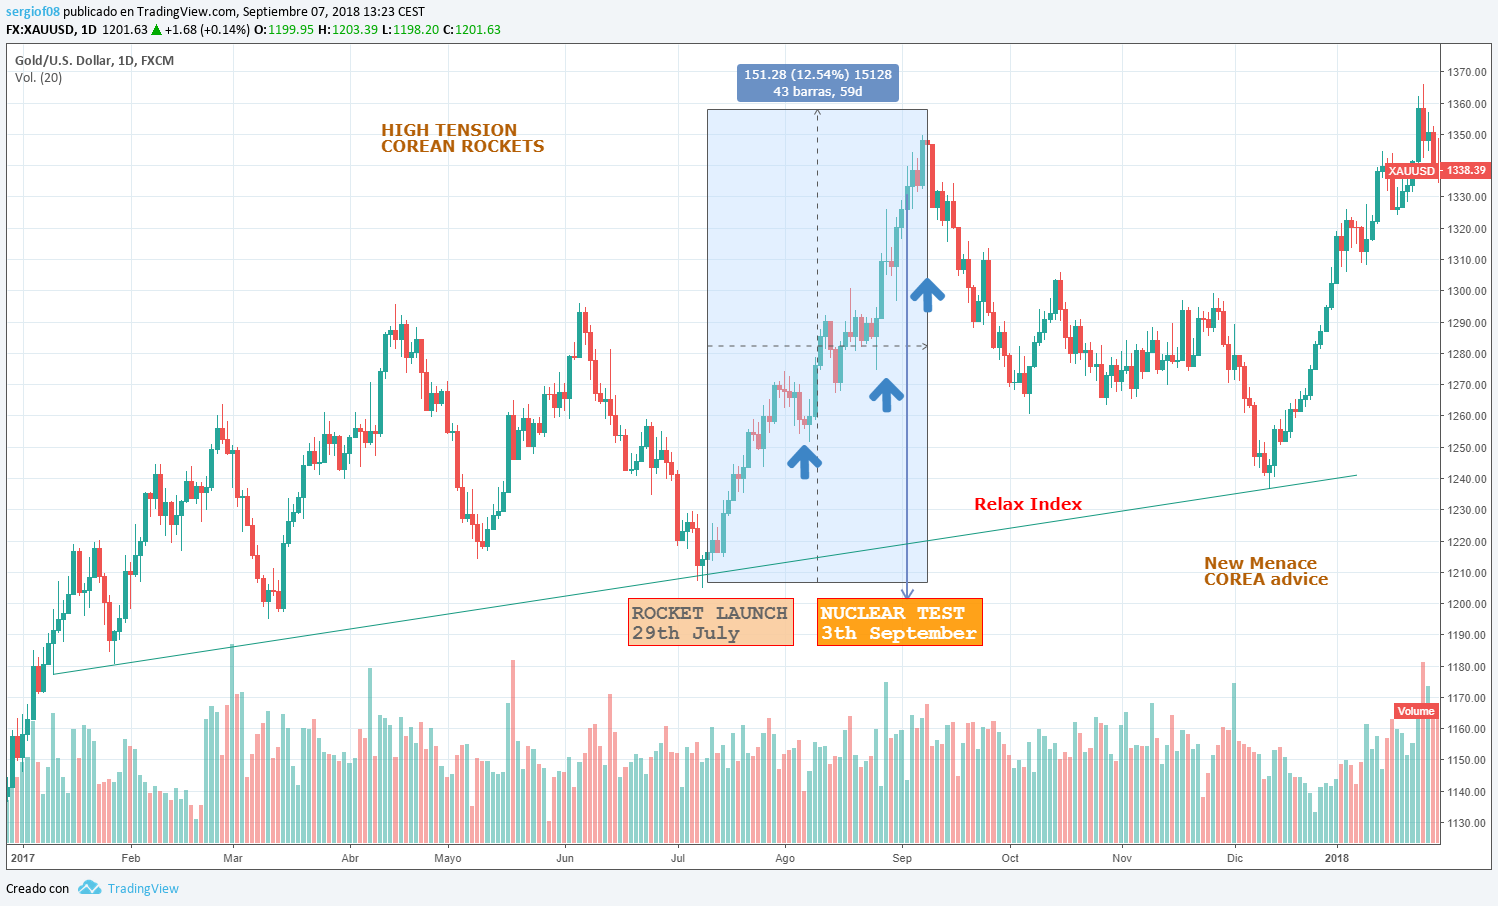 sergiof08 publicado en TradingView.com, Septiembre 07, 2018 13:23 CEST
FX:XAUUSD, 1D 1201.63 ▲ +1.68 (+0.14%) O:1199.95 H:1203.39 L:1198.20 C:1201.63
Gold/U.S. Dollar, 1D, FXCM
Vol. (20)
151.28 (12.54%) 15128
43 barras, 59d
HIGH TENSION
COREAN ROCKETS
1370.00
1360.00
1350.00
XAUUSD 1338.39
1330.00
1320.00
1310.00
1300.00
1290.00
1280.00
1270.00
1260.00
1250.00
1240.00
1230.00
1220.00
1210.00
1200.00
1190.00
1180.00
1170.00
1160.00
1150.00
1140.00
1130.00
Relax Index
New Menace
COREA advice
ROCKET LAUNCH
29th July
NUCLEAR TEST
3th September
Volume
2017 Feb Mar Abr Mayo Jun Jul Ago Sep Oct Nov Dic 2018
Creado con TradingView